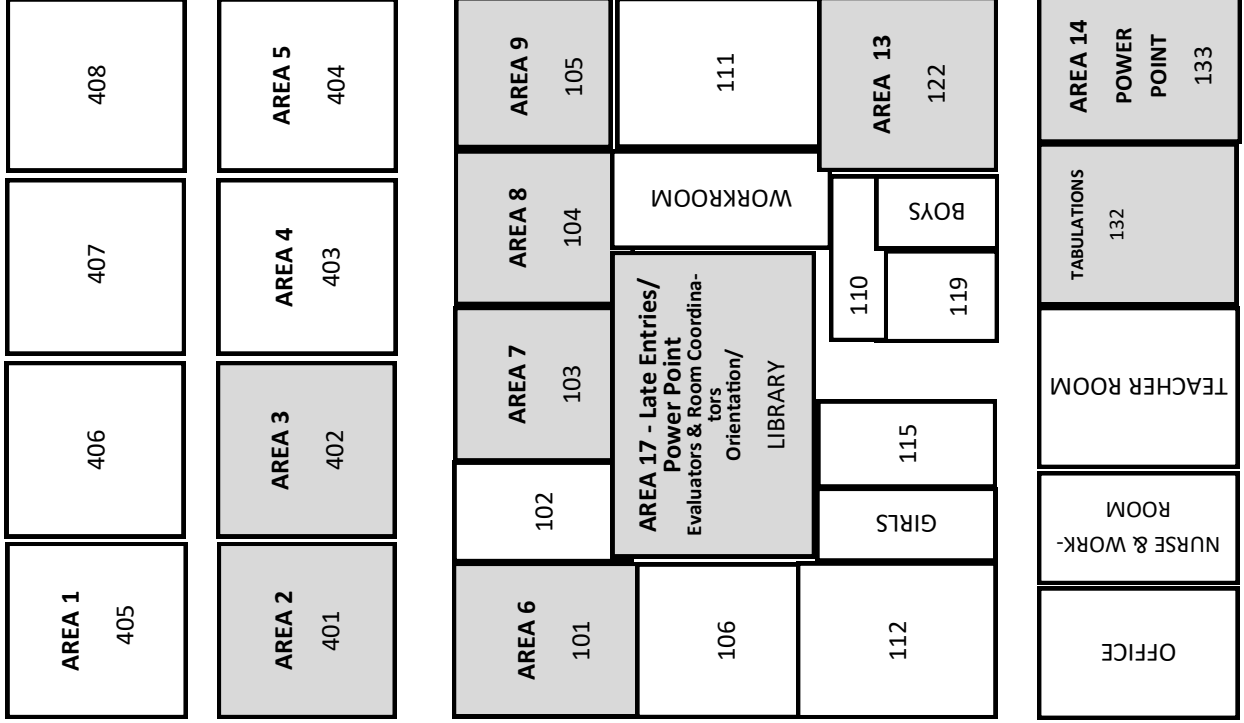 408
AREA 5
404
407
AREA 4
403
406
AREA 3
402
AREA 1
405
AREA 2
401
AREA 9
105
111
AREA 13
122
AREA 8
104
WORKROOM
110
BOYS
119
AREA 7
103
AREA 17 - Late Entries/
Power Point
Evaluators & Room Coordina-
tors
Orientation/
LIBRARY
102
115
GIRLS
AREA 6
101
106
112
AREA 14
POWER
POINT
133
TABULATIONS
132
TEACHER ROOM
NURSE & WORK-
ROOM
OFFICE